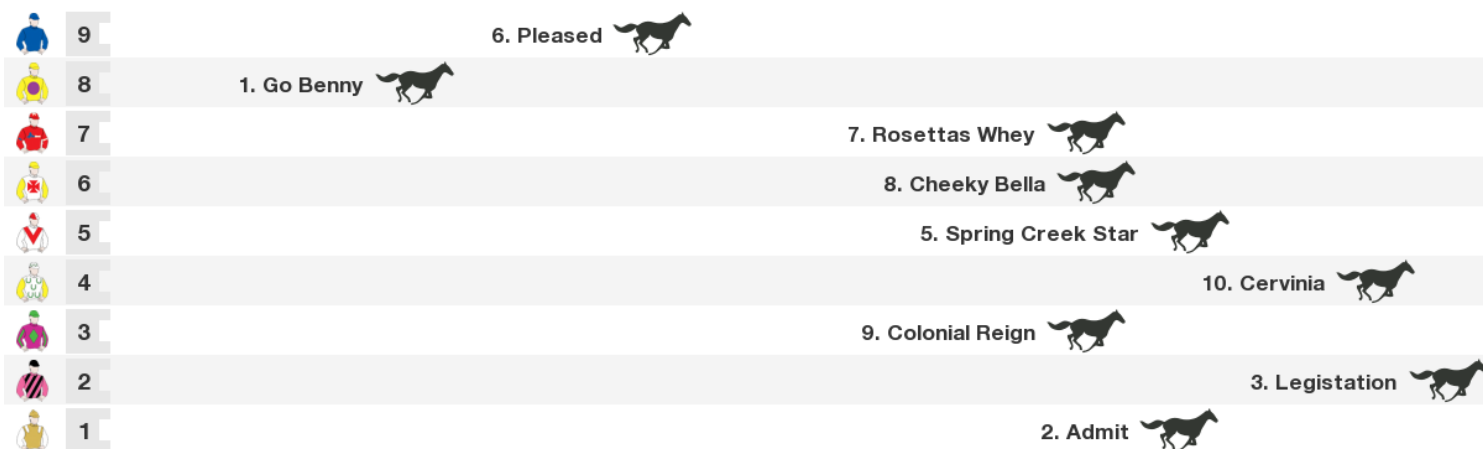 9 6. Pleased
8 1. Go Benny
7 7. Rosettas Whey
6 8. Cheeky Bella
5 5. Spring Creek Star
4 10. Cervinia
3 9. Colonial Reign
2 3. Legistation
1 2. Admit